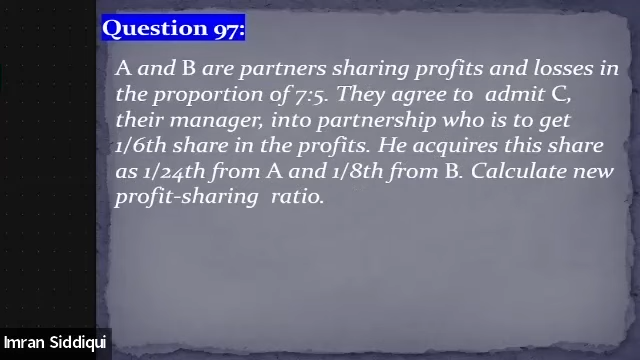 Question 97:
A and B are partners sharing profits and losses in
the proportion of 7:5. They agree to admit C,
their manager, into partnership who is to get
1/6th share in the profits. He acquires this share
as 1/24th from A and 1/8th from B. Calculate new
profit-sharing ratio.
Imran Siddiqui